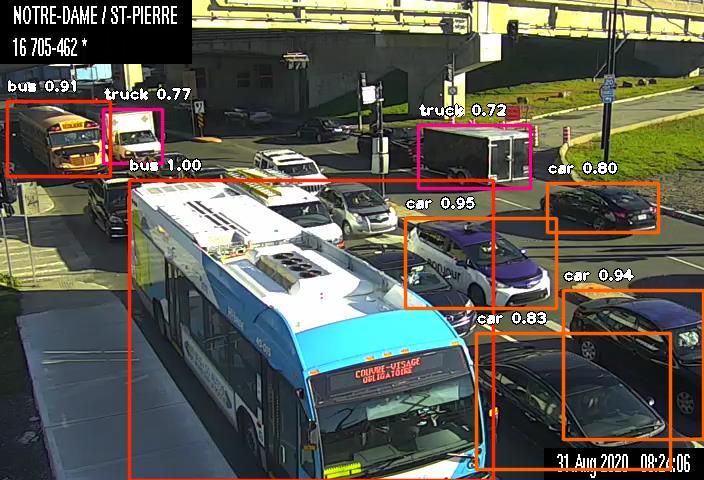 NOTRE-DAME / ST-PIERRE
16 705-462 *
bus 0.91
truck 0.77
truck 0.72
bus 1.00
car 0.80
car 0.95
bonjour
car 0.94
car 0.83
COUVRE-VISAGE
OBLIGATOIRE
31 Aug 2020 08:24:06